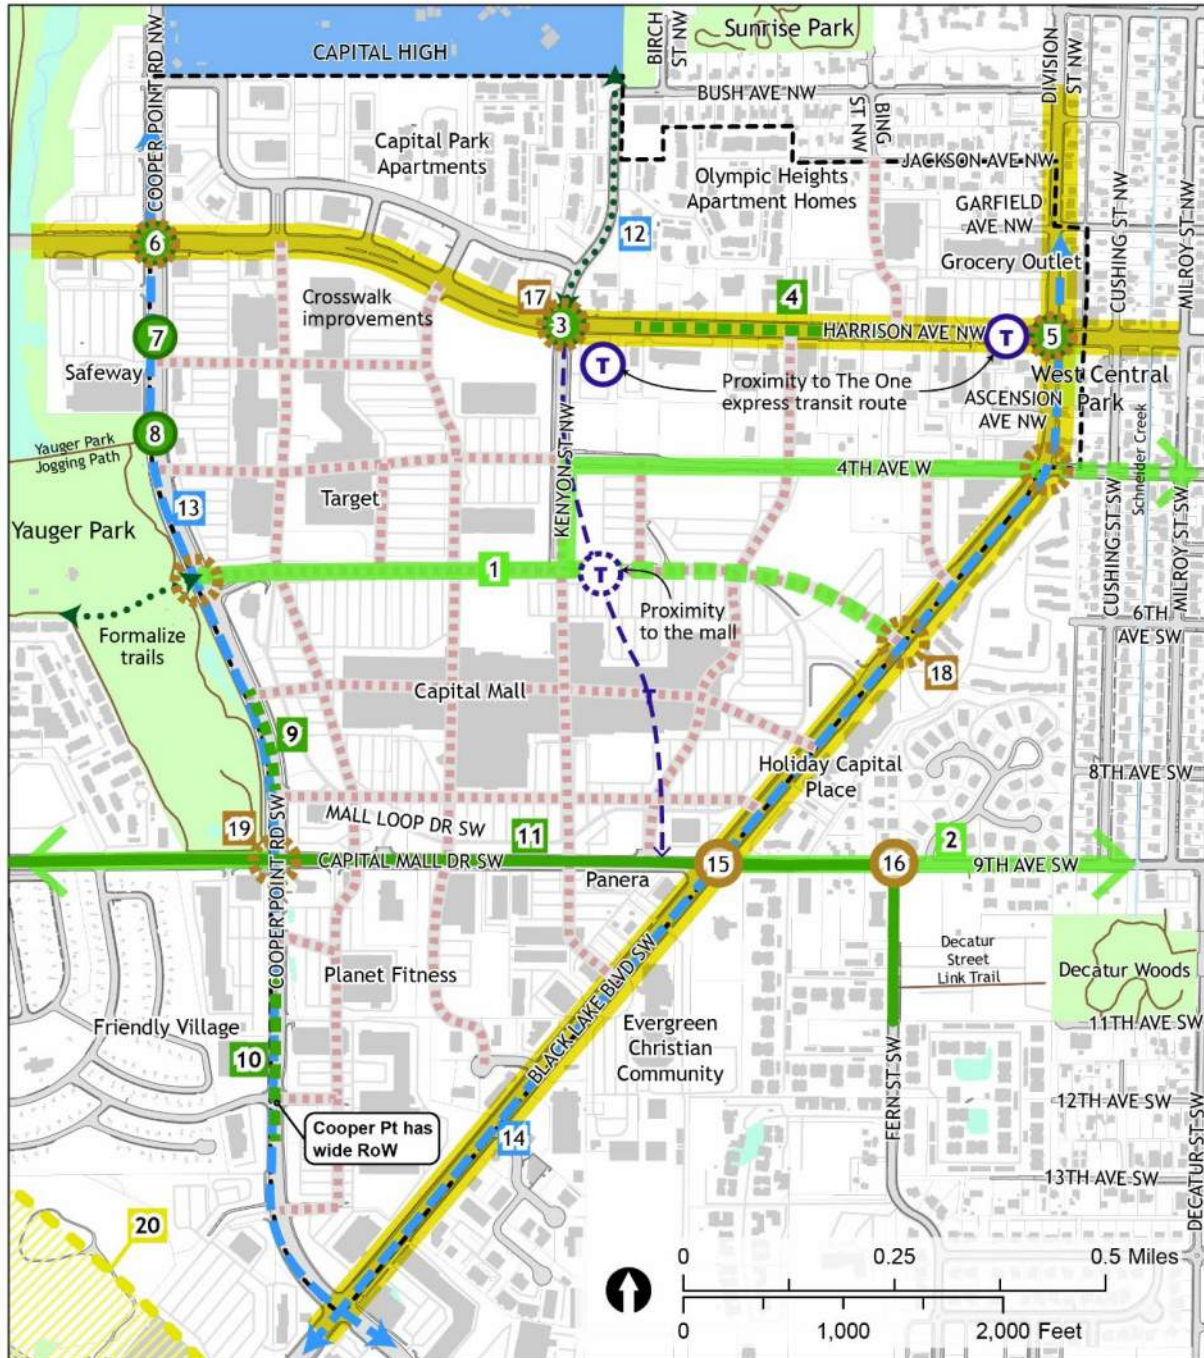 COOPER POINT RD NW
CAPITAL HIGH
BIRCH
ST NW
Sunrise Park
DIVISION
ST NW
BUSH AVE NW
BING
ST NW
Capital Park
Apartments
JACKSON AVE NW
Olympic Heights
Apartment Homes
GARFIELD
AVE NW
CUSHING ST NW
MILROY ST NW
12
6
Grocery Outlet
Crosswalk
improvements
17
3
4
HARRISON AVE NW
5
7
T
T
Safeway
Proximity to The One
express transit route
West Central
Park
ASCENSION
AVE NW
8
Yauger Park
Jogging Path
KENYON ST NW
4TH AVE W
Schneider Creek
Target
13
Yauger Park
CUSHING ST SW
MILROY ST SW
1
T
Proximity
to the mall
6TH
AVE SW
Formalize
trails
18
Capital Mall
T
9
Holiday Capital
Place
8TH AVE SW
MALL LOOP DR SW
19
11
2
CAPITAL MALL DR SW
15
16
9TH AVE SW
Panera
COOPER POINT RD SW
Planet Fitness
BLACK LAKE BLVD SW
Decatur
Street
Link Trail
Decatur Woods
Friendly Village
Evergreen
Christian
Community
11TH AVE SW
10
FERN ST SW
12TH AVE SW
Cooper Pt has
wide RoW
14
13TH AVE SW
DECATUR ST SW
20
0 0.25 0.5 Miles
0 1,000 2,000 Feet